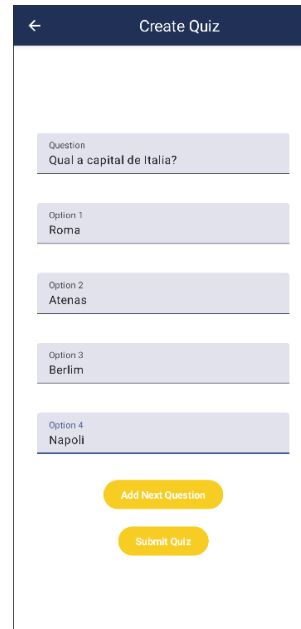 Create Quiz
Question
Qual a capital de Italia?
Option 1
Roma
Option 2
Atenas
Option 3
Berlim
Option 4
Napoli
Add Next Question
Submit Quiz